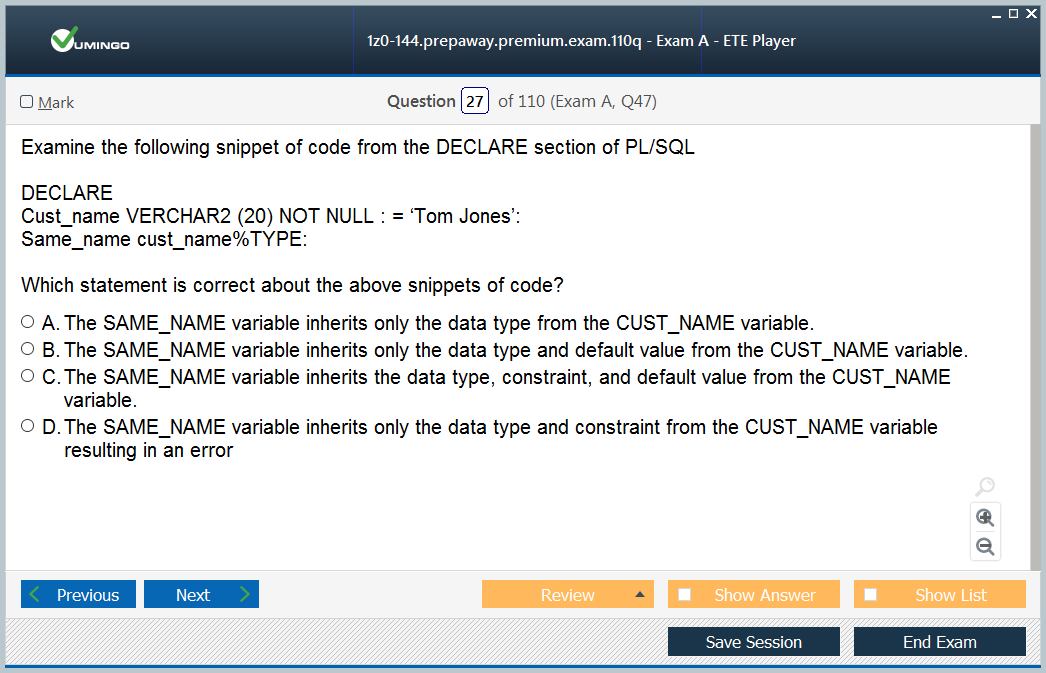 VUMINGO
1z0-144.prepaway.premium.exam.110q - Exam A - ETE Player
Mark
Question 27 of 110 (Exam A, Q47)
Examine the following snippet of code from the DECLARE section of PL/SQL
DECLARE
Cust_name VERCHAR2 (20) NOT NULL : = ‘Tom Jones’:
Same_name cust_name%TYPE:
Which statement is correct about the above snippets of code?
A. The SAME_NAME variable inherits only the data type from the CUST_NAME variable.
B. The SAME_NAME variable inherits only the data type and default value from the CUST_NAME variable.
C. The SAME_NAME variable inherits the data type, constraint, and default value from the CUST_NAME
variable.
D. The SAME_NAME variable inherits only the data type and constraint from the CUST_NAME variable
resulting in an error
Previous
Next
Review
Show Answer
Show List
Save Session
End Exam